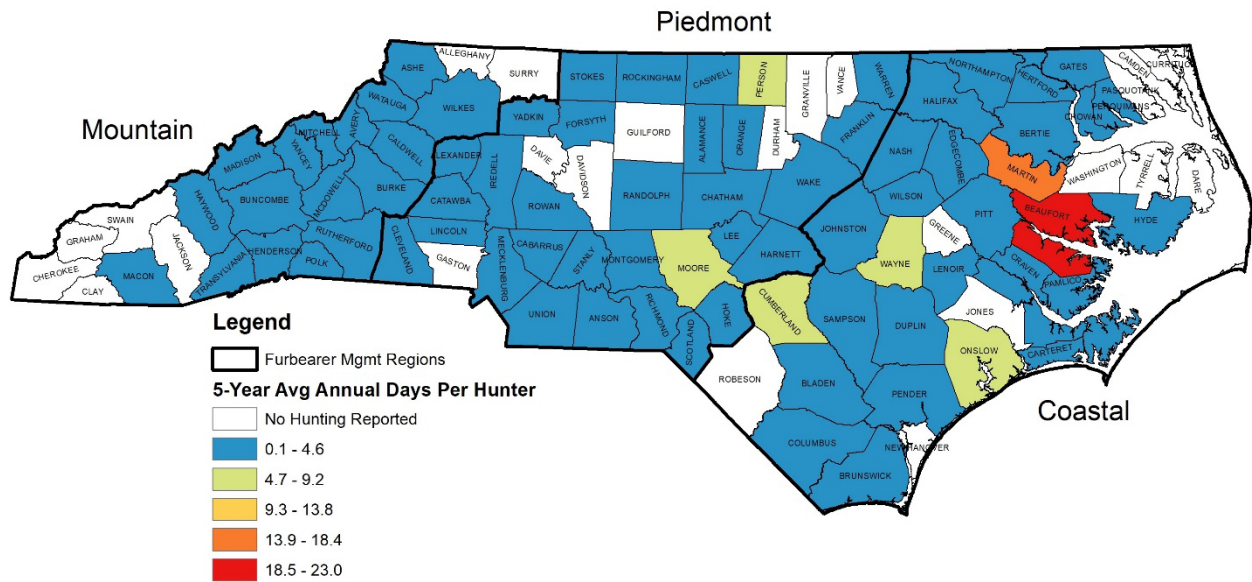 Piedmont
Mountain
Coastal
ALLEGHANY
SURRY
ASHE
WATAUGA
WILKES
AVERY
MITCHELL
YANCEY
CALDWELL
MADISON
BUNCOMBE
MCDOWELL
BURKE
HAYWOOD
SWAIN
GRAHAM
JACKSON
CHEROKEE
CLAY
MACON
TRANSYLVANIA
HENDERSON
POLK
RUTHERFORD
STOKES
ROCKINGHAM
CASWELL
PERSON
GRANVILLE
VANCE
WARREN
YADKIN
FORSYTH
GUILFORD
ALAMANCE
ORANGE
DURHAM
FRANKLIN
IREDELL
DAVIE
DAVIDSON
CATAWBA
ROWAN
RANDOLPH
CHATHAM
WAKE
LINCOLN
CLEVELAND
GASTON
MECKLENBURG
CABARRUS
STANLY
MONTGOMERY
MOORE
LEE
HARNETT
UNION
ANSON
RICHMOND
SCOTLAND
HOKE
NORTHAMPTON
HERTFORD
GATES
CAMDEN
PASQUOTANK
PERQUIMANS
CHOWAN
HALIFAX
BERTIE
NASH
EDGECOMBE
MARTIN
WASHINGTON
TYRRELL
DARE
WILSON
PITT
BEAUFORT
HYDE
JOHNSTON
WAYNE
GREENE
LENOIR
CRAVEN
PAMLICO
CUMBERLAND
SAMPSON
DUPLIN
JONES
ONSLOW
CARTERET
ROBESON
BLADEN
PENDER
COLUMBUS
BRUNSWICK
NEW HANOVER
Legend
Furbearer Mgmt Regions
5-Year Avg Annual Days Per Hunter
No Hunting Reported
0.1 - 4.6
4.7 - 9.2
9.3 - 13.8
13.9 - 18.4
18.5 - 23.0